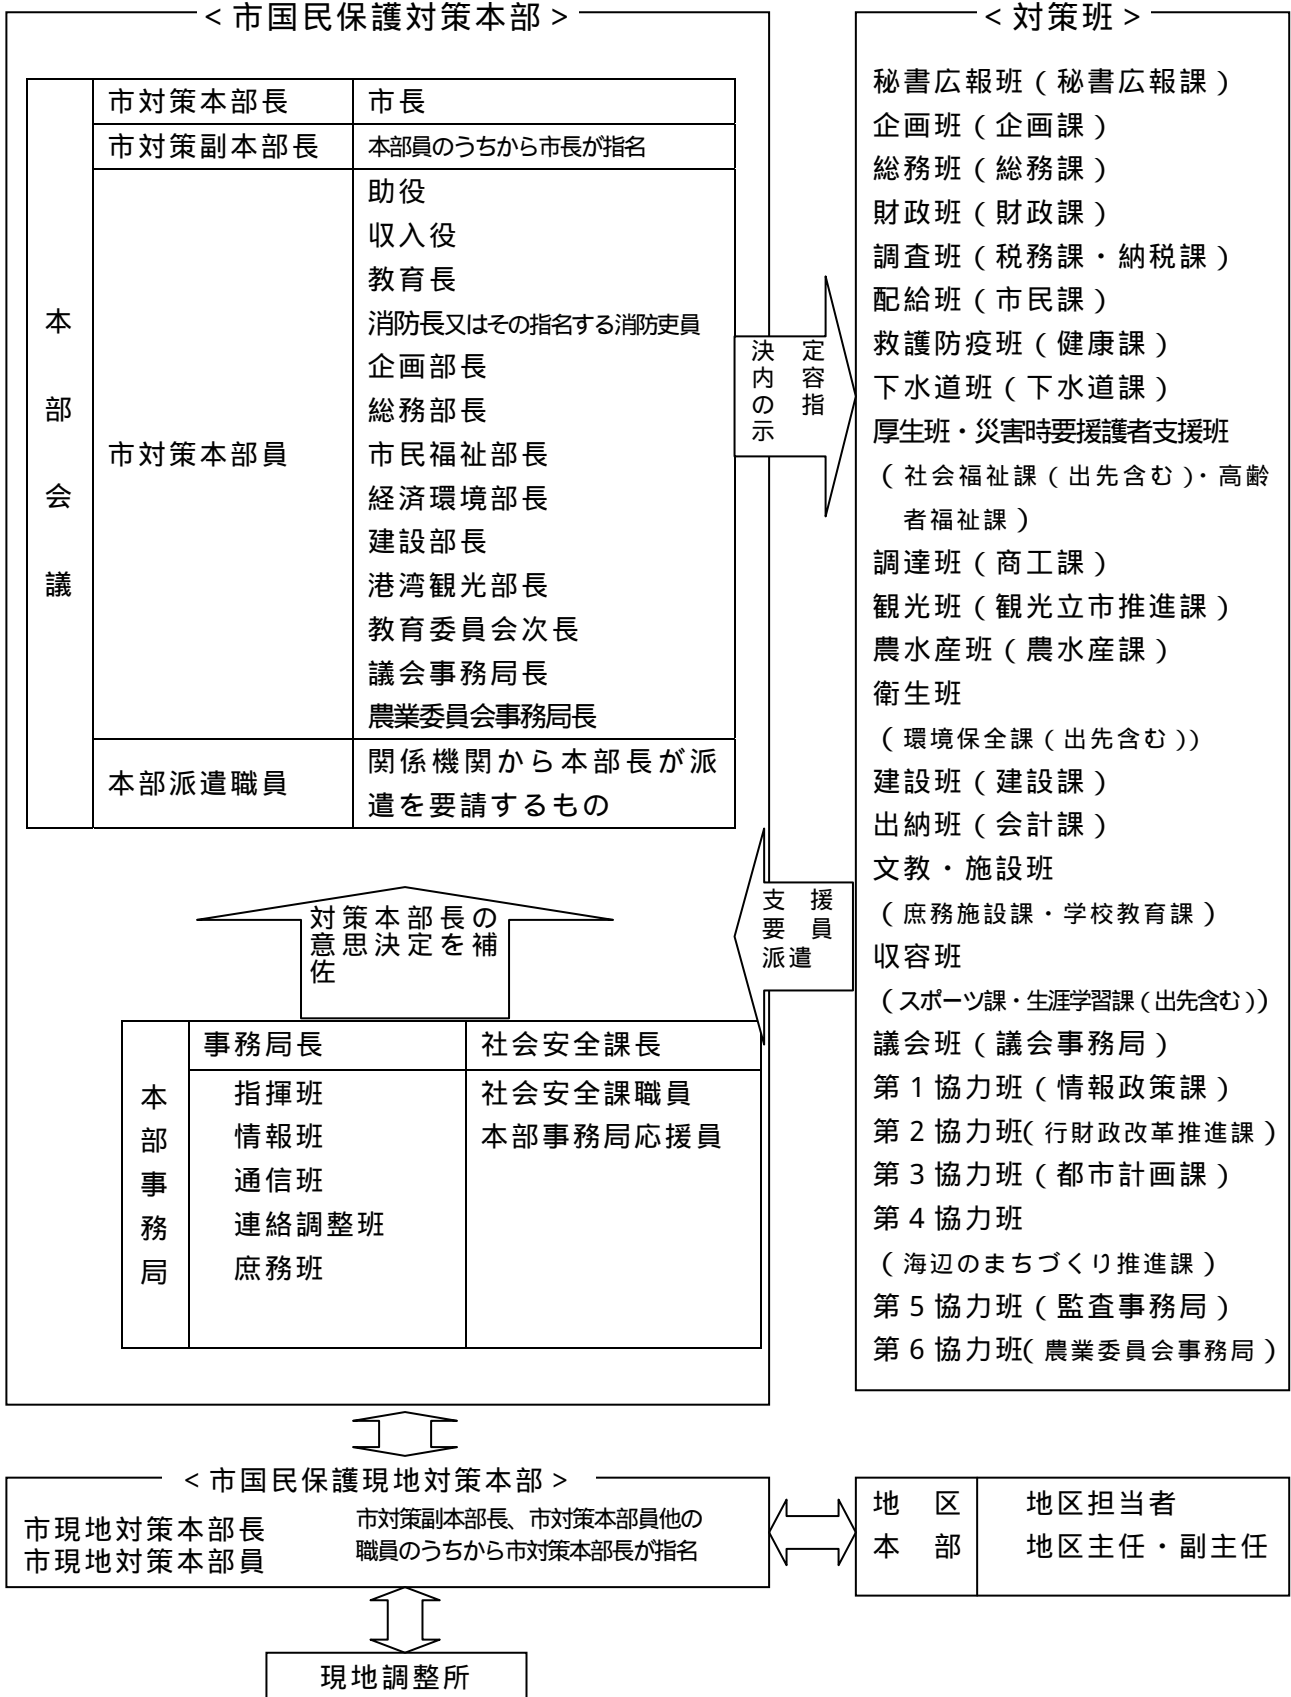 ＜市国民保護対策本部＞
本部会議
市対策本部長　市長
市対策副本部長　本部員のうちから市長が指名
市対策本部員
助役
収入役
教育長
消防長又はその指名する消防吏員
企画部長
総務部長
市民福祉部長
経済環境部長
建設部長
港湾観光部長
教育委員会次長
議会事務局長
農業委員会事務局長
本部派遣職員
関係機関から本部長が派
遣を要請するもの
決　定
内　容
の　指
示
支　援
要　員
派遣
対策本部長の
意思決定を補
佐
本部事務局
事務局長　社会安全課長
指揮班　社会安全課職員
情報班　本部事務局応援員
通信班
連絡調整班
庶務班
＜対策班＞
秘書広報班（秘書広報課）
企画班（企画課）
総務班（総務課）
財政班（財政課）
調査班（税務課・納税課）
配給班（市民課）
救護防疫班（健康課）
下水道班（下水道課）
厚生班・災害時要援護者支援班
（社会福祉課（出先含む）・高齢
者福祉課）
調達班（商工課）
観光班（観光立市推進課）
農水産班（農水産課）
衛生班
（環境保全課（出先含む））
建設班（建設課）
出納班（会計課）
文教・施設班
（庶務施設課・学校教育課）
収容班
（スポーツ課・生涯学習課（出先含む））
議会班（議会事務局）
第１協力班（情報政策課）
第２協力班（行財政改革推進課）
第３協力班（都市計画課）
第４協力班
（海辺のまちづくり推進課）
第５協力班（監査事務局）
第６協力班（農業委員会事務局）
＜市国民保護現地対策本部＞
市現地対策本部長
市現地対策本部員
市対策副本部長、市対策本部員他の
職員のうちから市対策本部長が指名
地　区　地区担当者
本　部　地区主任・副主任
現地調整所